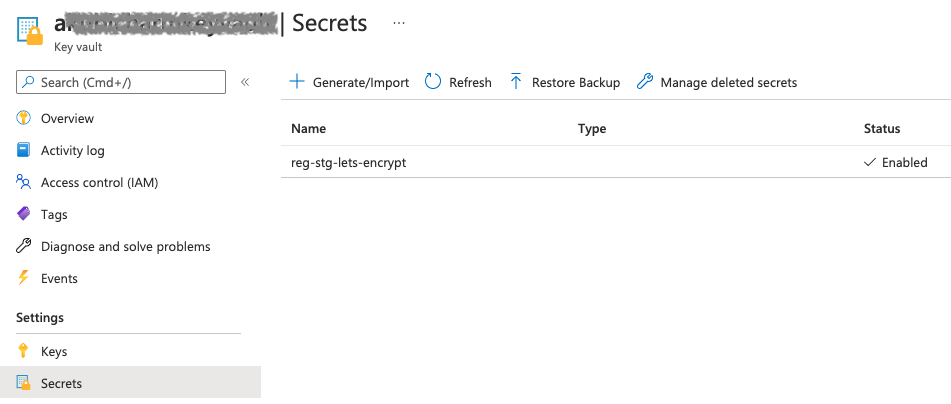 | Secrets ...
Key vault
Search (Cmd+/) «
Generate/Import Refresh Restore Backup Manage deleted secrets
Overview
Activity log
Access control (IAM)
Tags
Diagnose and solve problems
Events
Settings
Keys
Secrets
Name Type Status
reg-stg-lets-encrypt Enabled